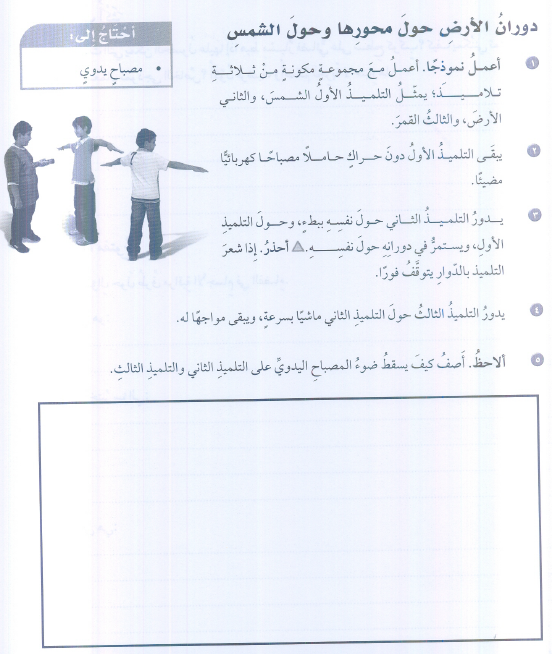 دورانُ الأرضِ حولَ محورِها وحولَ الشمسِ
أحتاجُ إلى:
• مصباحٍ يدويٍ
١ أعملُ نموذجًا. أعملُ معَ مجموعةٍ مكونةٍ منْ ثلاثةِ
تلاميذَ؛ يمثّلُ التلميذُ الأولُ الشمسَ، والثاني
الأرضَ، والثالثُ القمرَ.
٢ يبقَى التلميذُ الأولُ دونَ حراكٍ حاملًا مصباحًا كهربائيًّا
مضيئًا.
٣ يدورُ التلميذُ الثاني حولَ نفسِهِ ببطءٍ، وحولَ التلميذِ
الأولِ، ويستمرُّ في دورانِهِ حولَ نفسِهِ. أحذرُ. إذا شعرَ
التلميذ بالدّوارِ يتوقَّفُ فورًا.
٤ يدورُ التلميذُ الثالثُ حولَ التلميذِ الثاني ماشيًا بسرعةٍ، ويبقى مواجهًا له.
٥ ألاحظُ. أَصفُ كيفَ يسقطُ ضوءُ المصباحِ اليدويِّ على التلميذِ الثاني والتلميذِ الثالثِ.